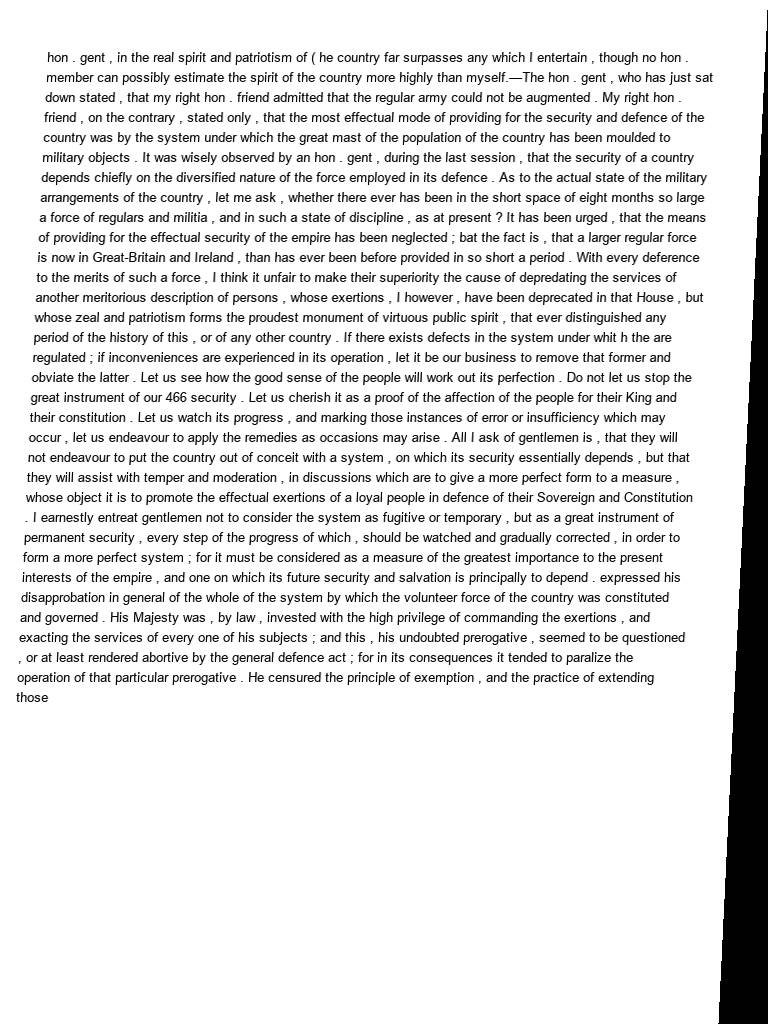 hon . gent , in the real spirit and patriotism of ( he country far surpasses any which I entertain , though no hon .
member can possibly estimate the spirit of the country more highly than myself.—The hon . gent , who has just sat
down stated , that my right hon . friend admitted that the regular army could not be augmented . My right hon .
friend , on the contrary , stated only , that the most effectual mode of providing for the security and defence of the
country was by the system under which the great mast of the population of the country has been moulded to
military objects . It was wisely observed by an hon . gent , during the last session , that the security of a country
depends chiefly on the diversified nature of the force employed in its defence . As to the actual state of the military
arrangements of the country , let me ask , whether there ever has been in the short space of eight months so large
a force of regulars and militia , and in such a state of discipline , as at present ? It has been urged , that the means
of providing for the effectual security of the empire has been neglected ; bat the fact is , that a larger regular force
is now in Great-Britain and Ireland , than has ever been before provided in so short a period . With every deference
to the merits of such a force , I think it unfair to make their superiority the cause of depredating the services of
another meritorious description of persons , whose exertions , I however , have been deprecated in that House , but
whose zeal and patriotism forms the proudest monument of virtuous public spirit , that ever distinguished any
period of the history of this , or of any other country . If there exists defects in the system under whit h the are
regulated ; if inconveniences are experienced in its operation , let it be our business to remove that former and
obviate the latter . Let us see how the good sense of the people will work out its perfection . Do not let us stop the
great instrument of our 466 security . Let us cherish it as a proof of the affection of the people for their King and
their constitution . Let us watch its progress , and marking those instances of error or insufficiency which may
occur , let us endeavour to apply the remedies as occasions may arise . All I ask of gentlemen is , that they will
not endeavour to put the country out of conceit with a system , on which its security essentially depends , but that
they will assist with temper and moderation , in discussions which are to give a more perfect form to a measure ,
whose object it is to promote the effectual exertions of a loyal people in defence of their Sovereign and Constitution
. I earnestly entreat gentlemen not to consider the system as fugitive or temporary , but as a great instrument of
permanent security , every step of the progress of which , should be watched and gradually corrected , in order to
form a more perfect system ; for it must be considered as a measure of the greatest importance to the present
interests of the empire , and one on which its future security and salvation is principally to depend . expressed his
disapprobation in general of the whole of the system by which the volunteer force of the country was constituted
and governed . His Majesty was , by law , invested with the high privilege of commanding the exertions , and
exacting the services of every one of his subjects ; and this , his undoubted prerogative , seemed to be questioned
, or at least rendered abortive by the general defence act ; for in its consequences it tended to paralize the
operation of that particular prerogative . He censured the principle of exemption , and the practice of extending
those